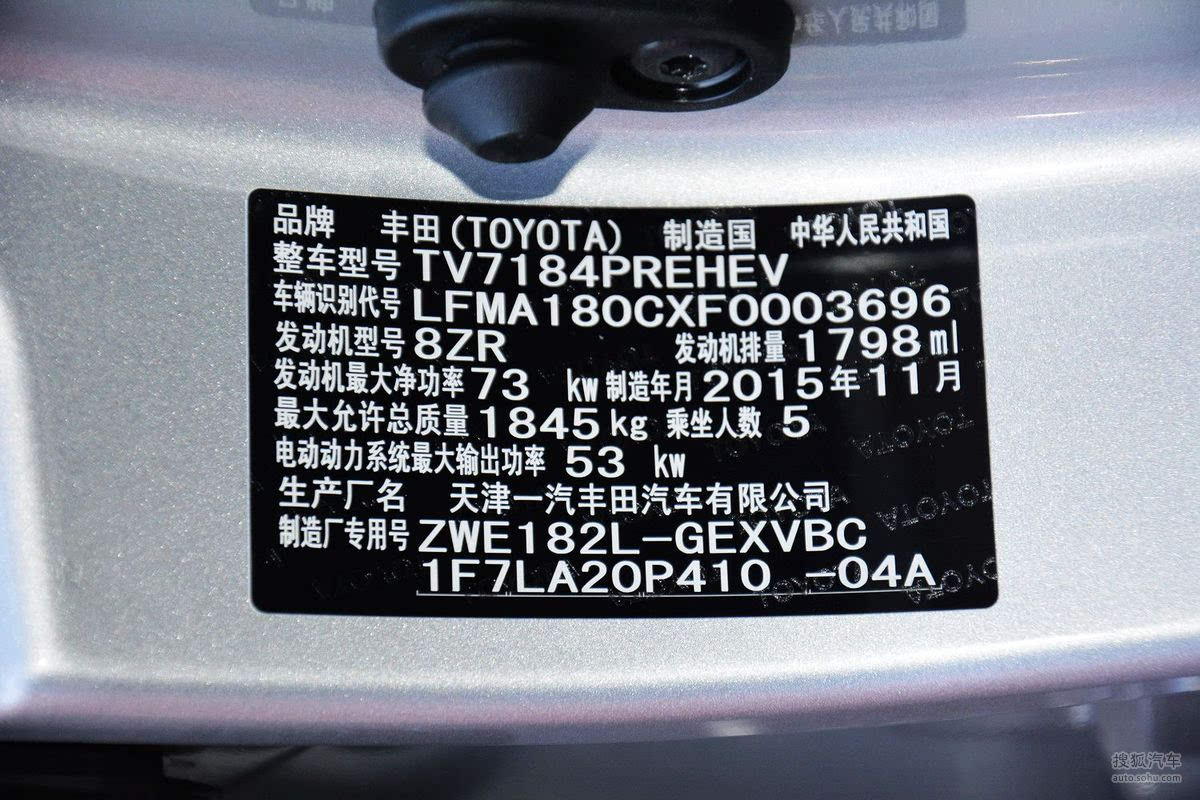 品牌 丰田(TOYOTA) 制造国 中华人民共和国
整车型号 TV7184PREHEV
车辆识别代号 LFMA180CXF0003696
发动机型号 8ZR 发动机排量 1798ml
发动机最大净功率 73 kw 制造年月 2015年11月
最大允许总质量 1845kg 乘坐人数 5
电动动力系统最大输出功率 53 kw
生产厂名 天津一汽丰田汽车有限公司
制造厂专用号 ZWE182L-GEXVBC
1F7LA20P410 -04A
搜狐汽车
auto.sohu.com